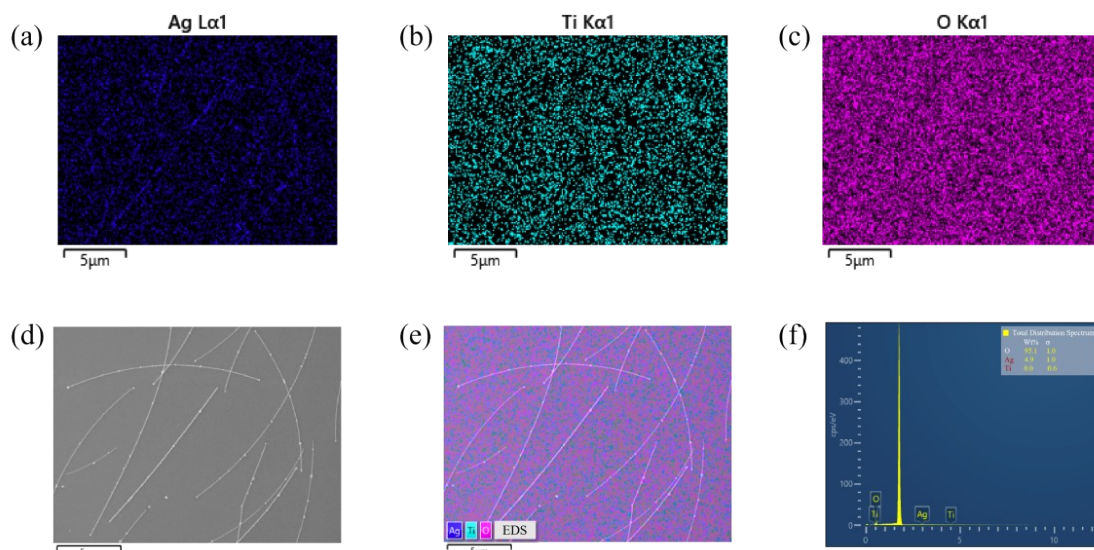 Ag Lα1
Ti Kα1
O Kα1
(a)
(b)
(c)
5μm
5μm
5μm
(d)
(e)
(f)
Ag Ti O EDS
Total Distribution Spectrum
Wt% σ
O 95.1 1.0
Ag 4.9 1.0
Ti 0.0 0.6
cps/eV
400
300
200
100
0
O
Ti
Ag
Ti
0 5 10